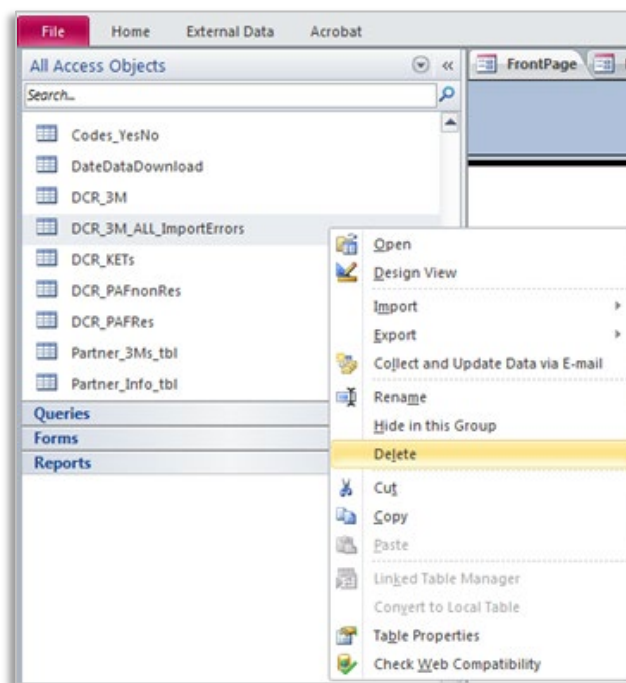 File Home External Data Acrobat
All Access Objects
FrontPage
Search...
Codes_YesNo
DateDataDownload
DCR_3M
DCR_3M_ALL_ImportErrors
DCR_KETs
DCR_PAFnonRes
DCR_PAFRes
Partner_3Ms_tbl
Partner_Info_tbl
Queries
Forms
Reports
Open
Design View
Import
Export
Collect and Update Data via E-mail
Rename
Hide in this Group
Delete
Cut
Copy
Paste
Linked Table Manager
Convert to Local Table
Table Properties
Check Web Compatibility